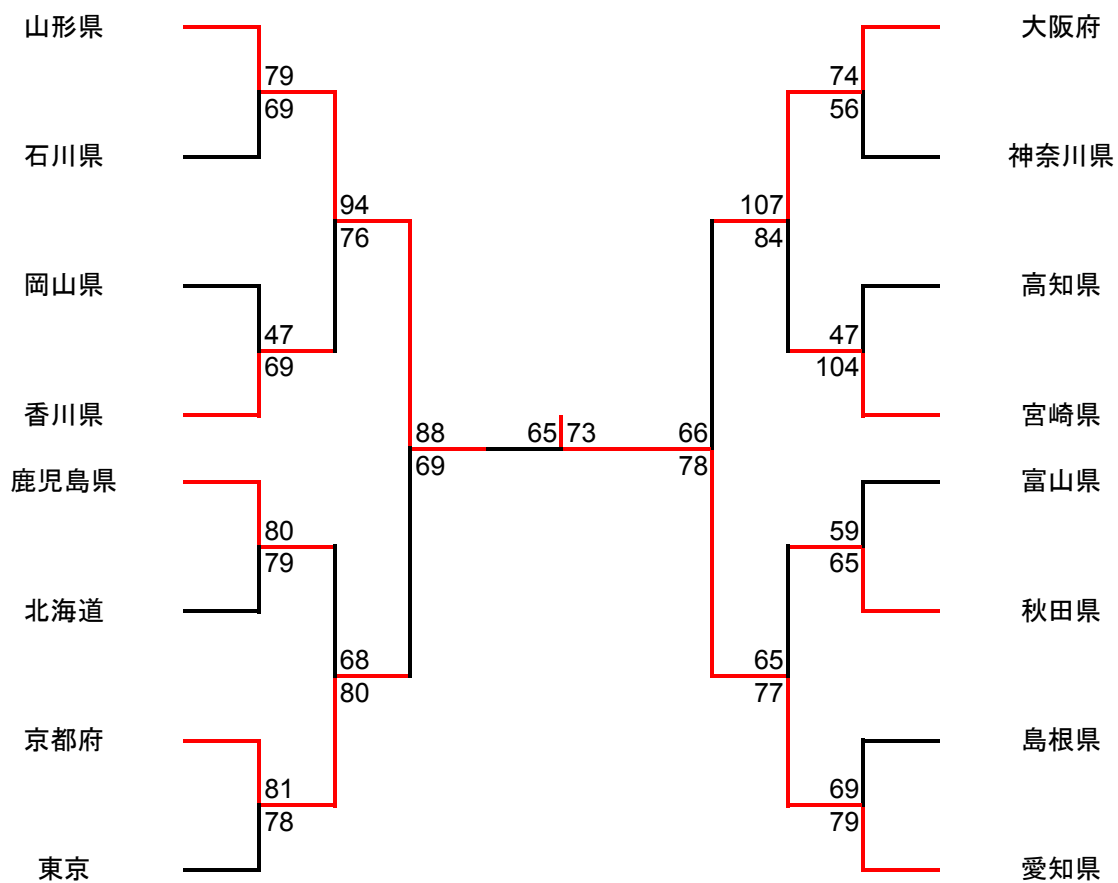 山形県
大阪府
79
74
69
56
石川県
神奈川県
94
107
76
84
岡山県
高知県
47
47
69
104
香川県
宮崎県
88
65 73
66
69
78
鹿児島県
富山県
80
59
79
65
北海道
秋田県
68
65
80
77
京都府
島根県
81
69
78
79
東京
愛知県